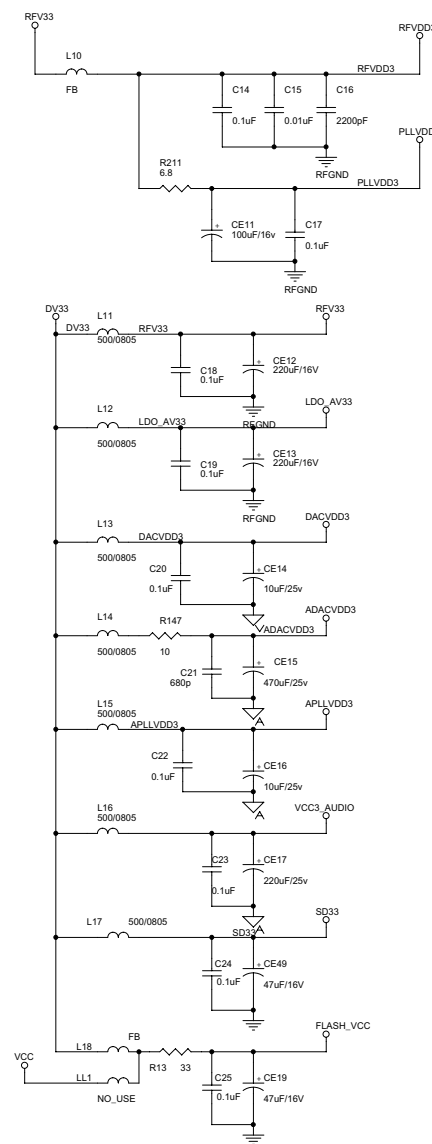 RFV33
RFVDD3
L10
RFVDD3
FB
C14
C15
C16
0.1uF
0.01uF
2200pF
PLLVDD3
RFGND
R211
6.8
PLLVDD3
CE11
100uF/16v
C17
0.1uF
RFGND
DV33
L11
RFV33
DV33
RFV33
500/0805
C18
0.1uF
CE12
220uF/16V
RFGND
LDO_AV33
L12
LDO_AV33
500/0805
C19
0.1uF
CE13
220uF/16V
RFGND
DACVDD3
L13
DACVDD3
500/0805
C20
0.1uF
CE14
10uF/25v
V
ADACVDD3
L14
R147
ADACVDD3
500/0805
10
C21
680p
CE15
470uF/25v
A
APLLVDD3
L15
500/0805
APLLVDD3
C22
0.1uF
CE16
10uF/25v
A
VCC3_AUDIO
L16
500/0805
C23
0.1uF
CE17
220uF/25v
A
SD33
L17
500/0805
SD33
C24
0.1uF
CE49
47uF/16V
FLASH_VCC
FB
L18
VCC
R13
33
LL1
NO_USE
C25
0.1uF
CE19
47uF/16V